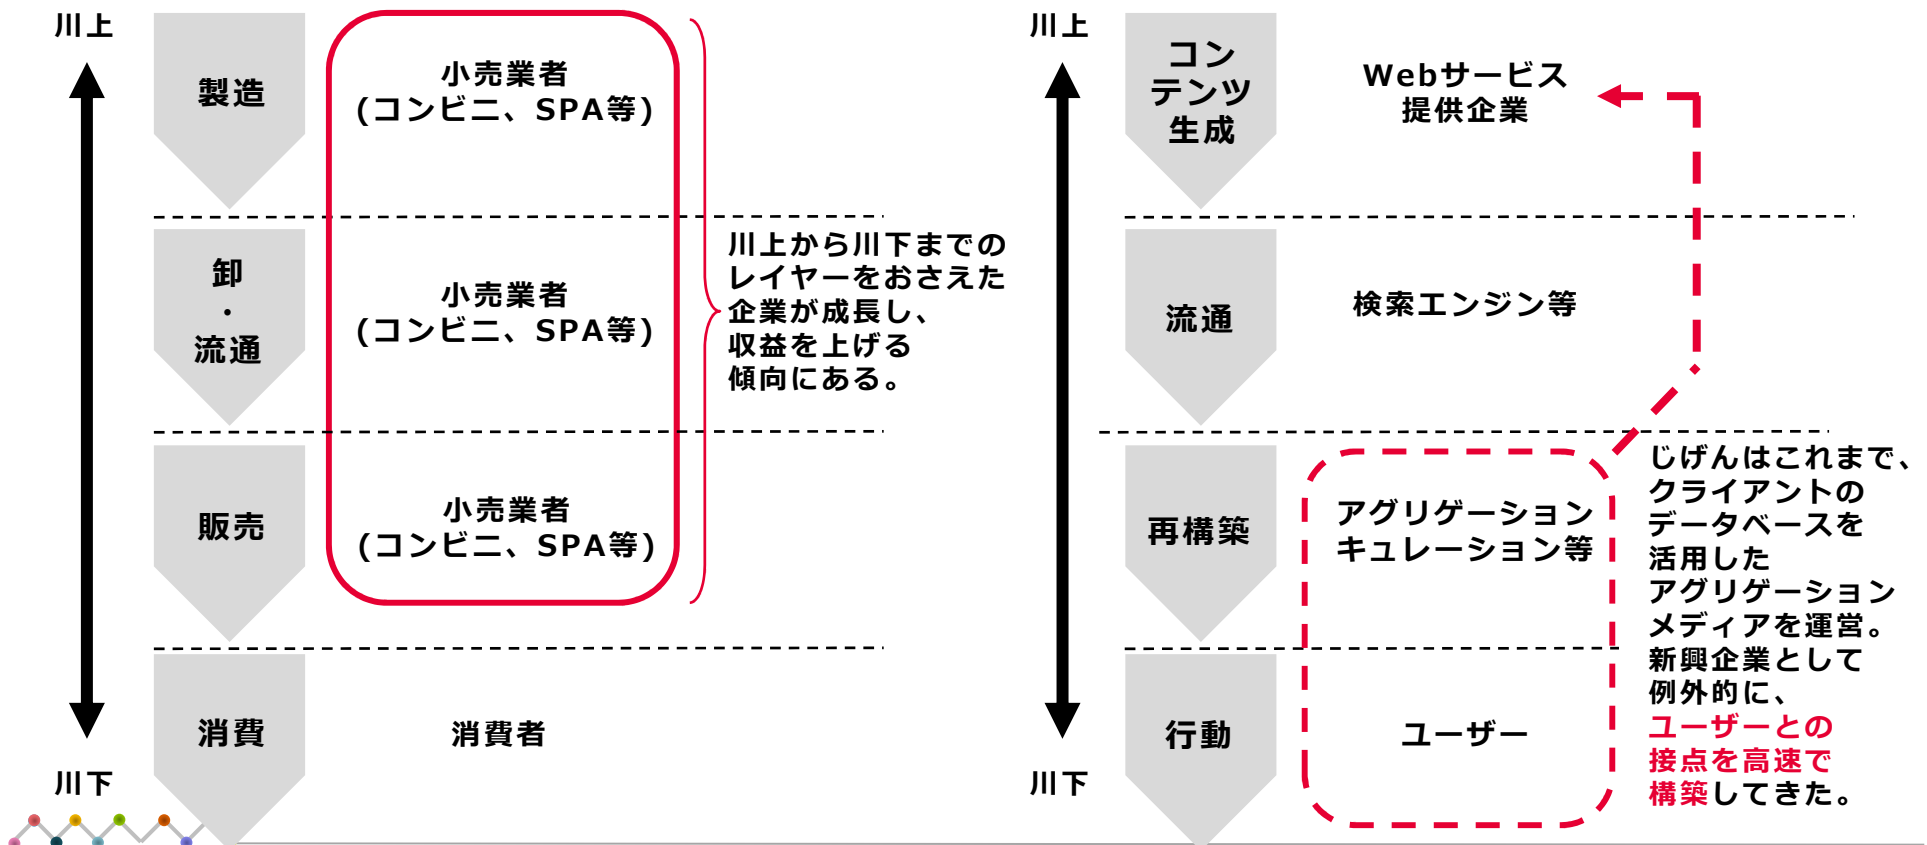 川上
製造
小売業者
(コンビニ、SPA等)
卸
・
流通
小売業者
(コンビニ、SPA等)
販売
小売業者
(コンビニ、SPA等)
消費
消費者
川下
川上から川下までの
レイヤーをおさえた
企業が成長し、
収益を上げる
傾向にある。
川上
コン
テンツ
生成
Webサービス
提供企業
流通
検索エンジン等
再構築
アグリゲーション
キュレーション等
行動
ユーザー
川下
じげんはこれまで、
クライアントの
データベースを
活用した
アグリゲーション
メディアを運営。
新興企業として
例外的に、
ユーザーとの
接点を高速で
構築してきた。